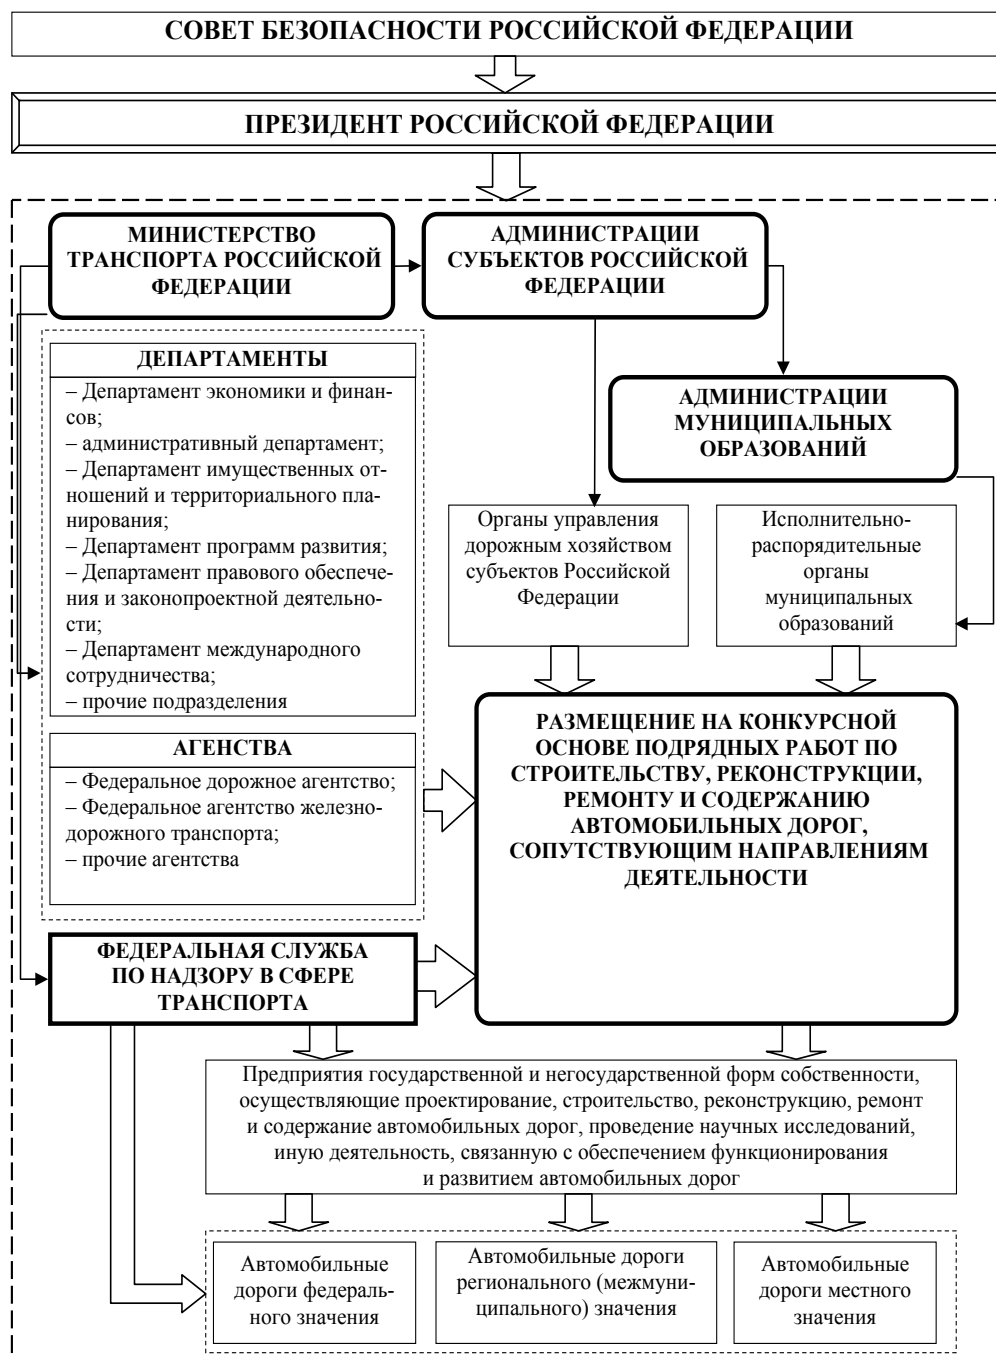 СОВЕТ БЕЗОПАСНОСТИ РОССИЙСКОЙ ФЕДЕРАЦИИ
ПРЕЗИДЕНТ РОССИЙСКОЙ ФЕДЕРАЦИИ
МИНИСТЕРСТВО
ТРАНСПОРТА РОССИЙСКОЙ
ФЕДЕРАЦИИ
АДМИНИСТРАЦИИ
СУБЪЕКТОВ РОССИЙСКОЙ
ФЕДЕРАЦИИ
ДЕПАРТАМЕНТЫ
– Департамент экономики и финан-
сов;
– административный департамент;
– Департамент имущественных от-
ношений и территориального пла-
нирования;
– Департамент программ развития;
– Департамент правового обеспече-
ния и законопроектной деятельно-
сти;
– Департамент международного
сотрудничества;
– прочие подразделения
АДМИНИСТРАЦИИ
МУНИЦИПАЛЬНЫХ
ОБРАЗОВАНИЙ
Органы управления
дорожным хозяйством
субъектов Российской
Федерации
Исполнительно-
распорядительные
органы
муниципальных
образований
АГЕНСТВА
– Федеральное дорожное агентство;
– Федеральное агентство железно-
дорожного транспорта;
– прочие агентства
РАЗМЕЩЕНИЕ НА КОНКУРСНОЙ
ОСНОВЕ ПОДРЯДНЫХ РАБОТ ПО
СТРОИТЕЛЬСТВУ, РЕКОНСТРУКЦИИ,
РЕМОНТУ И СОДЕРЖАНИЮ
АВТОМОБИЛЬНЫХ ДОРОГ,
СОПУТСТВУЮЩИМ НАПРАВЛЕНИЯМ
ДЕЯТЕЛЬНОСТИ
ФЕДЕРАЛЬНАЯ СЛУЖБА
ПО НАДЗОРУ В СФЕРЕ
ТРАНСПОРТА
Предприятия государственной и негосударственной форм собственности,
осуществляющие проектирование, строительство, реконструкцию, ремонт
и содержание автомобильных дорог, проведение научных исследований,
иную деятельность, связанную с обеспечением функционирования
и развитием автомобильных дорог
Автомобильные
дороги федераль-
ного значения
Автомобильные дороги
регионального (межмуни-
ципального) значения
Автомобильные
дороги местного
значения